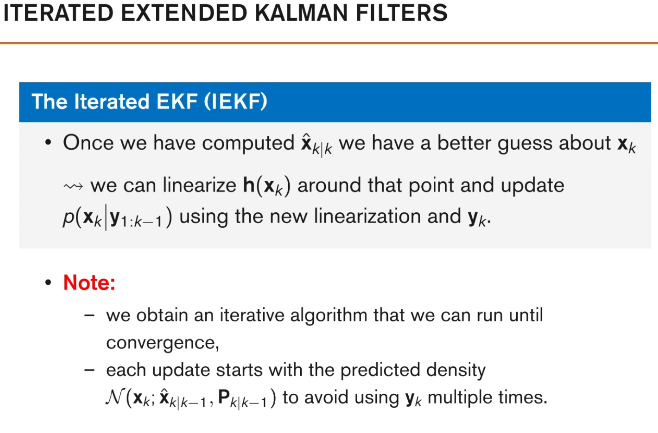 ITERATED EXTENDED KALMAN FILTERS
The Iterated EKF (IEKF)
• Once we have computed x̂ₖ|ₖ we have a better guess about xₖ
⇝ we can linearize h(xₖ) around that point and update
p(xₖ|y₁:ₖ₋₁) using the new linearization and yₖ.
• Note:
– we obtain an iterative algorithm that we can run until
convergence,
– each update starts with the predicted density
𝒩(xₖ; x̂ₖ|ₖ₋₁, Pₖ|ₖ₋₁) to avoid using yₖ multiple times.